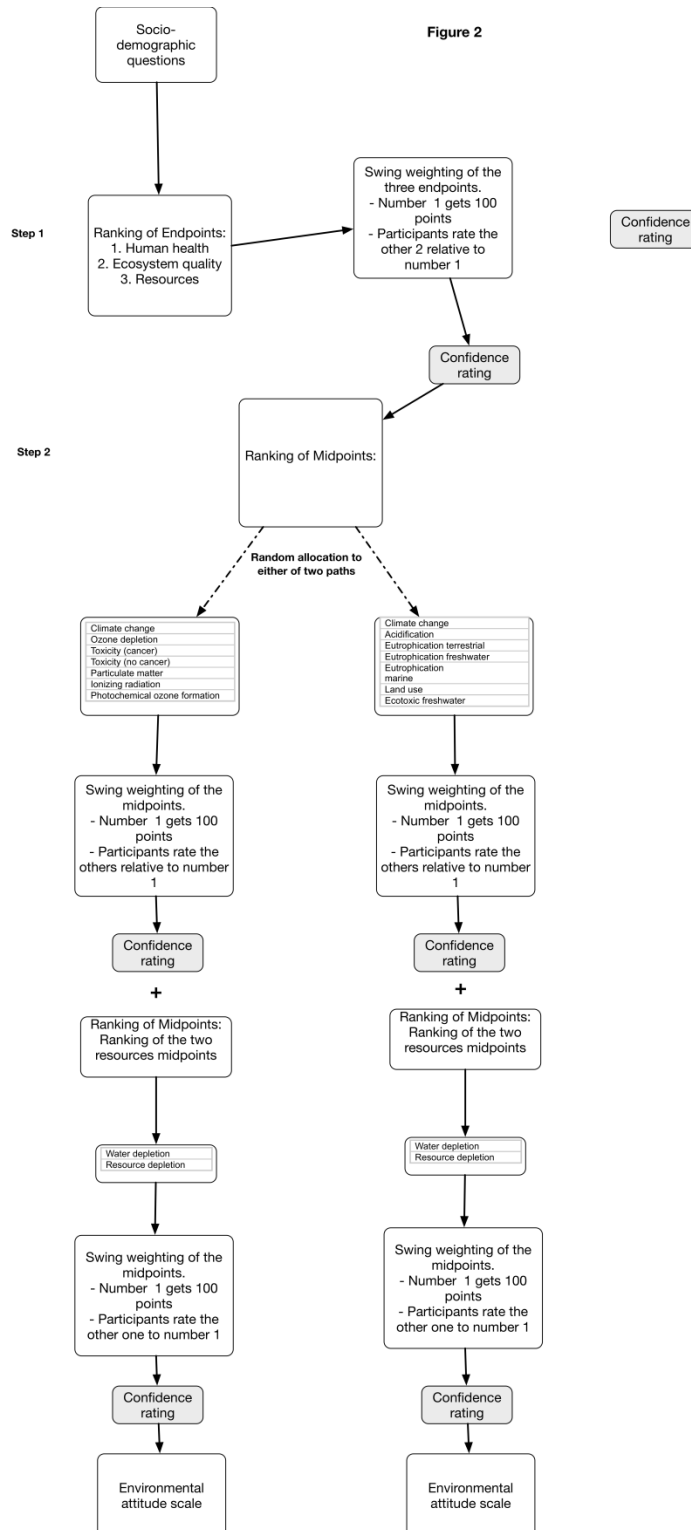 Socio-
demographic
questions
Figure 2
Step 1
Ranking of Endpoints:
1. Human health
2. Ecosystem quality
3. Resources
Swing weighting of
the three endpoints.
- Number 1 gets 100
points
- Participants rate the
other 2 relative to
number 1
Confidence
rating
Confidence
rating
Step 2
Ranking of Midpoints:
Random allocation to
either of two paths
Climate change
Ozone depletion
Toxicity (cancer)
Toxicity (no cancer)
Particulate matter
Ionizing radiation
Photochemical ozone formation
Climate change
Acidification
Eutrophication terrestrial
Eutrophication freshwater
Eutrophication
marine
Land use
Ecotoxic freshwater
Swing weighting of the
midpoints.
- Number 1 gets 100
points
- Participants rate the
others relative to number
1
Swing weighting of the
midpoints.
- Number 1 gets 100
points
- Participants rate the
others relative to number
1
Confidence
rating
+
Confidence
rating
+
Ranking of Midpoints:
Ranking of the two
resources midpoints
Ranking of Midpoints:
Ranking of the two
resources midpoints
Water depletion
Resource depletion
Water depletion
Resource depletion
Swing weighting of the
midpoints.
- Number 1 gets 100
points
- Participants rate the
other one to number 1
Swing weighting of the
midpoints.
- Number 1 gets 100
points
- Participants rate the
other one to number 1
Confidence
rating
Confidence
rating
Environmental
attitude scale
Environmental
attitude scale